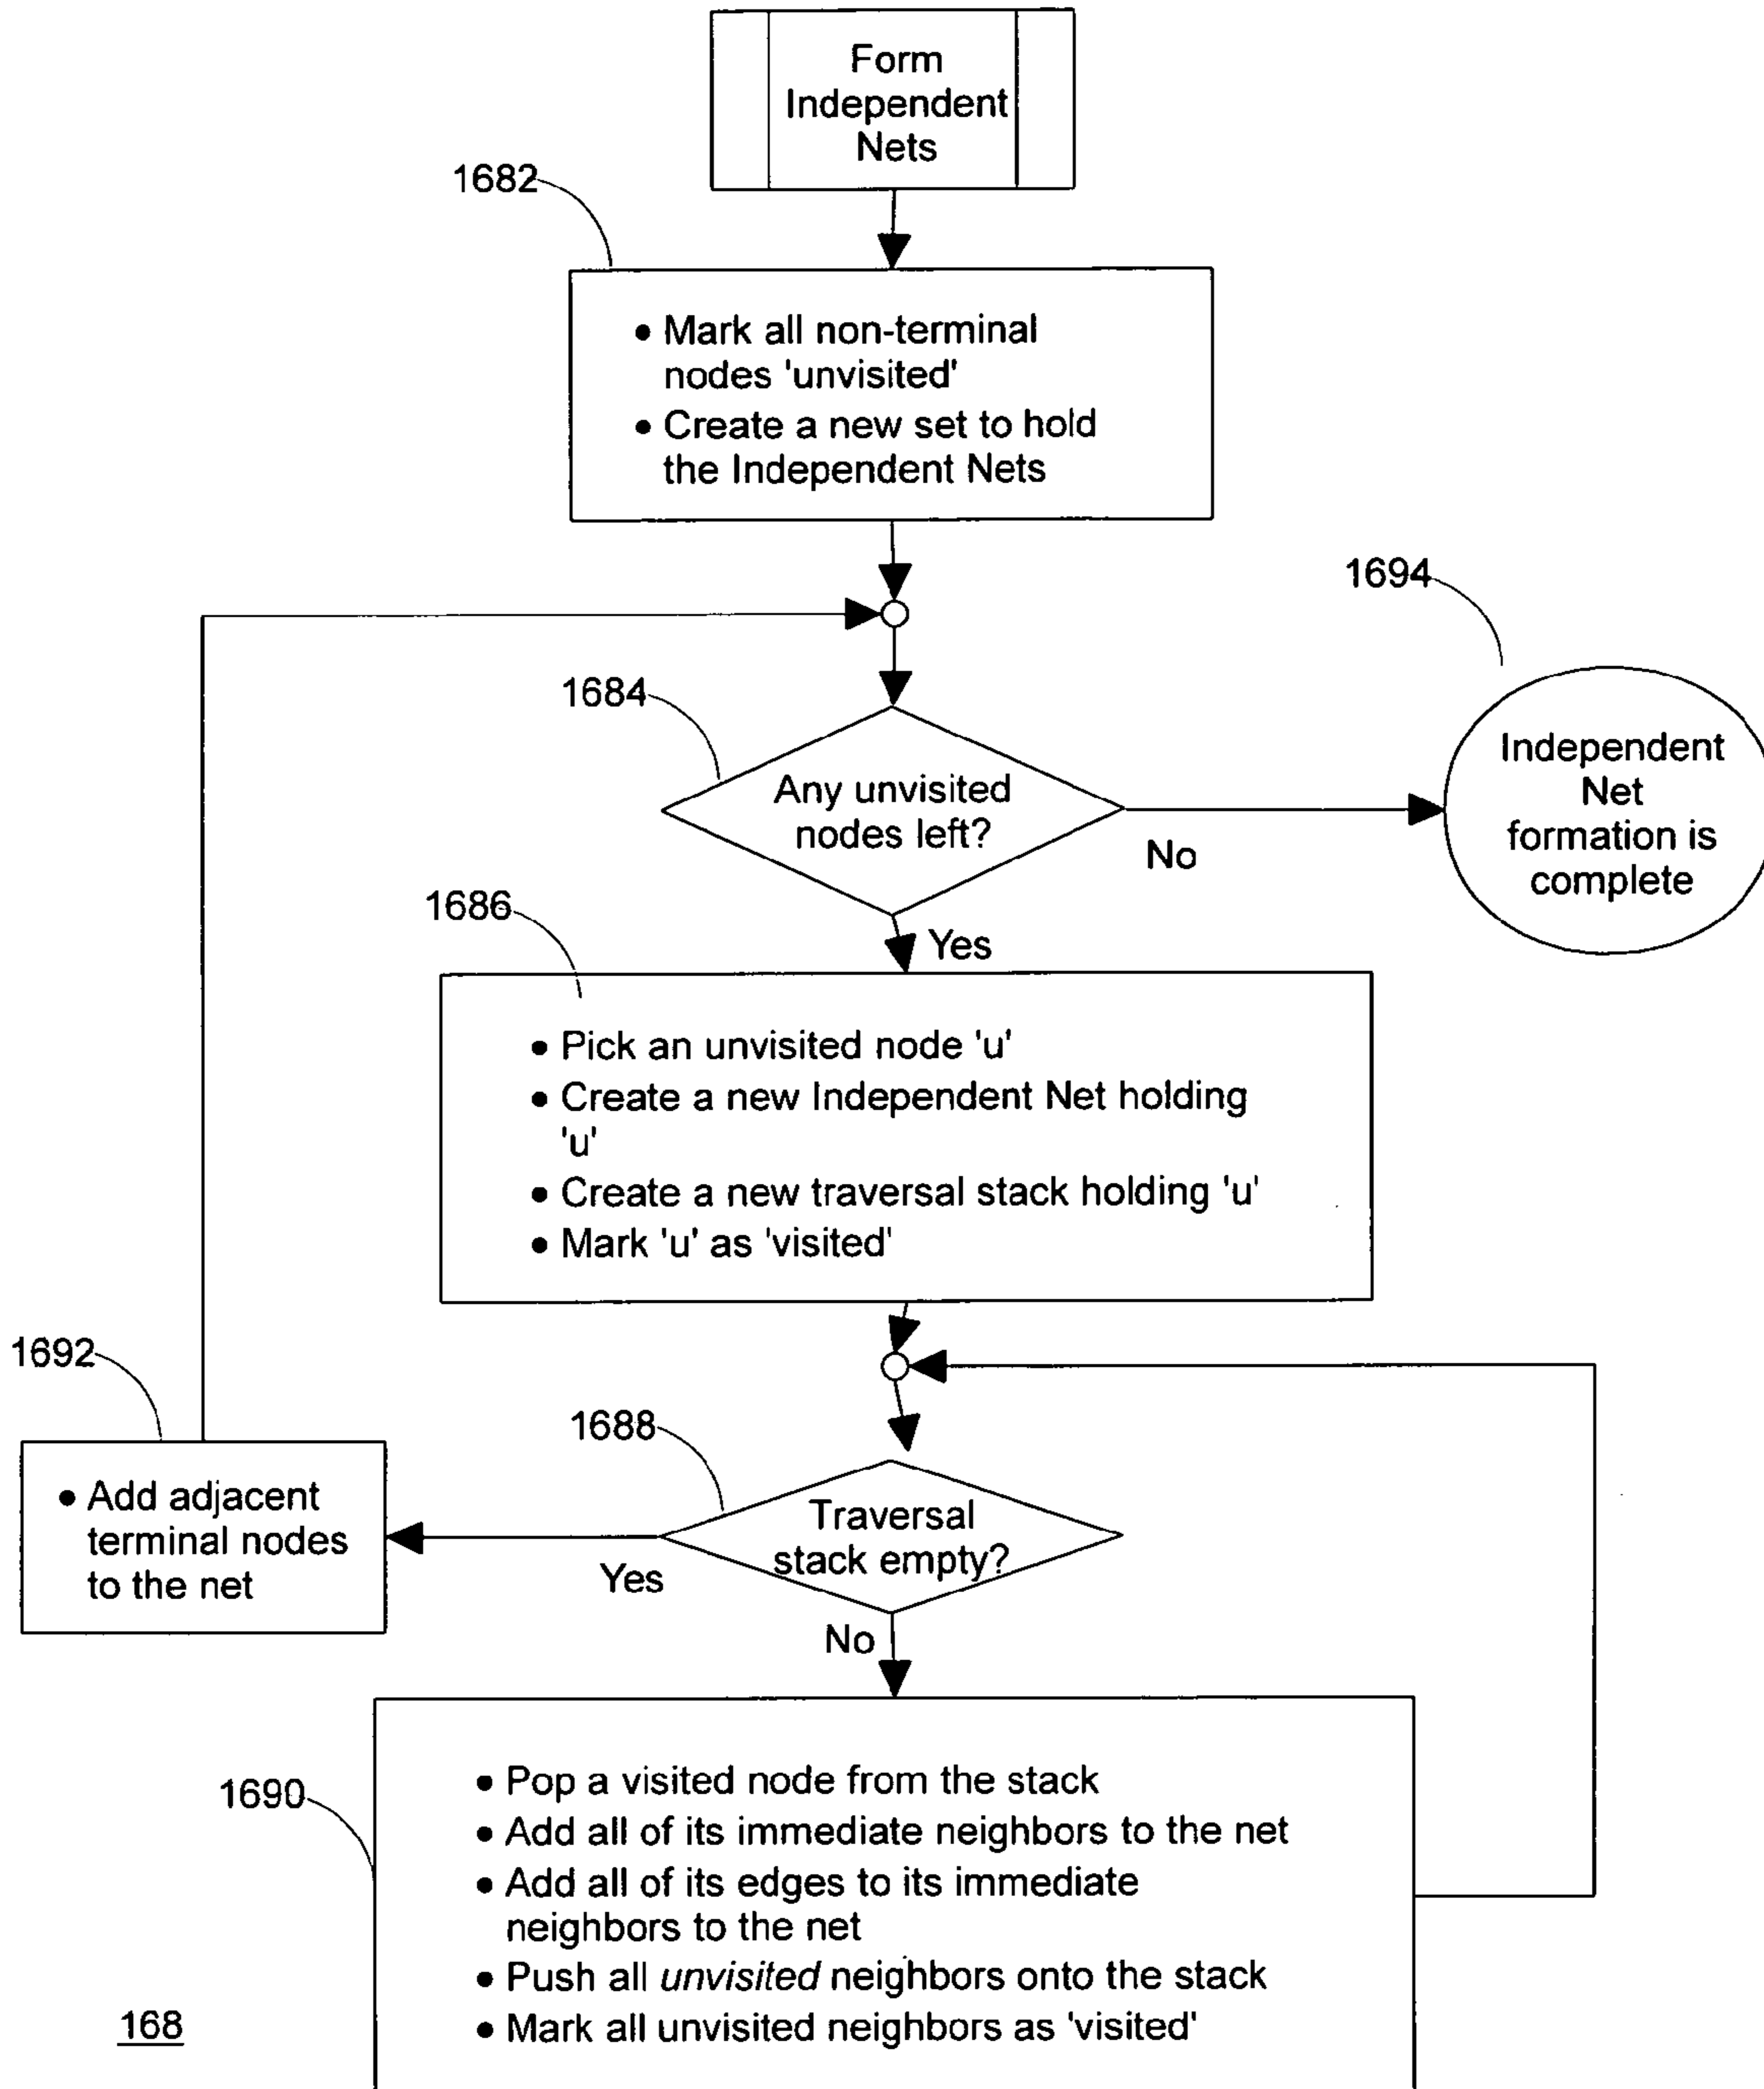 Form
Independent
Nets
1682
• Mark all non-terminal
nodes 'unvisited'
• Create a new set to hold
the Independent Nets
1694
1684
Any unvisited
nodes left?
No
Independent
Net
formation is
complete
1686
Yes
• Pick an unvisited node 'u'
• Create a new Independent Net holding
'u'
• Create a new traversal stack holding 'u'
• Mark 'u' as 'visited'
1692
1688
• Add adjacent
terminal nodes
to the net
Traversal
stack empty?
Yes
No
1690
• Pop a visited node from the stack
• Add all of its immediate neighbors to the net
• Add all of its edges to its immediate
neighbors to the net
• Push all unvisited neighbors onto the stack
• Mark all unvisited neighbors as 'visited'
168